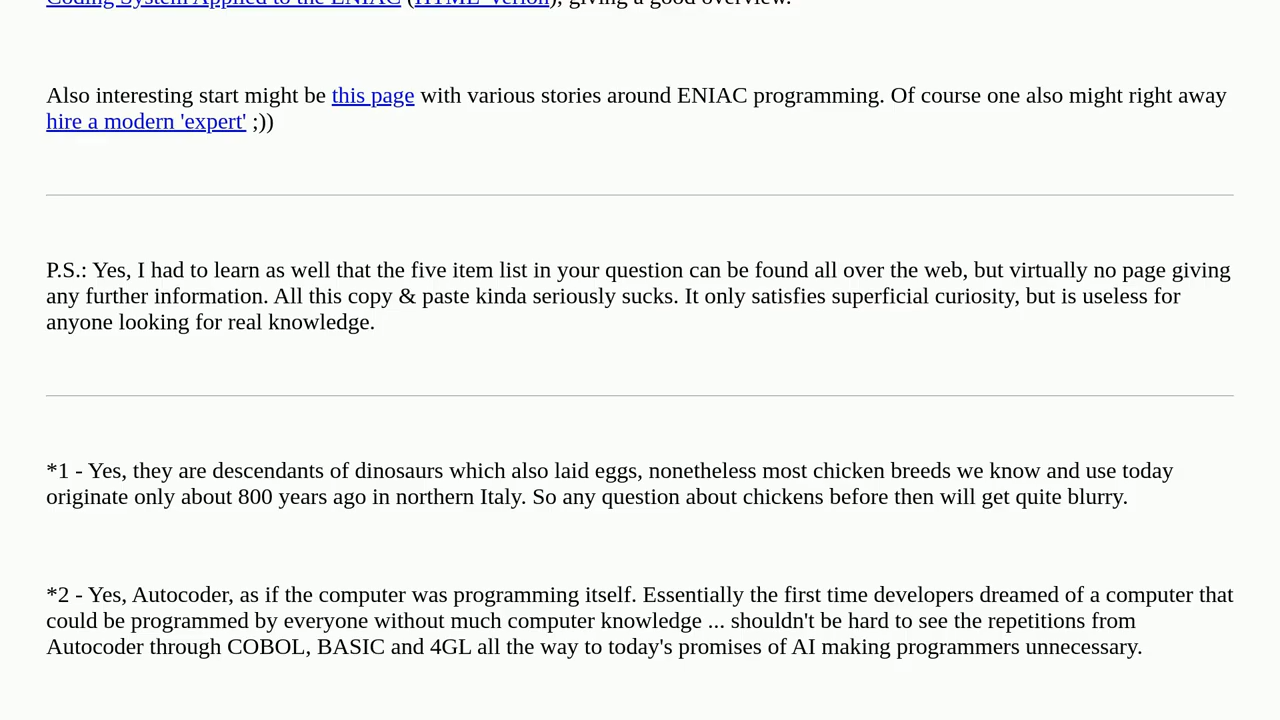 Coding System Applied to the ENIAC (HTML-Verion), giving a good overview.
Also interesting start might be this page with various stories around ENIAC programming. Of course one also might right away
hire a modern 'expert' ;))
P.S.: Yes, I had to learn as well that the five item list in your question can be found all over the web, but virtually no page giving
any further information. All this copy & paste kinda seriously sucks. It only satisfies superficial curiosity, but is useless for
anyone looking for real knowledge.
*1 - Yes, they are descendants of dinosaurs which also laid eggs, nonetheless most chicken breeds we know and use today
originate only about 800 years ago in northern Italy. So any question about chickens before then will get quite blurry.
*2 - Yes, Autocoder, as if the computer was programming itself. Essentially the first time developers dreamed of a computer that
could be programmed by everyone without much computer knowledge ... shouldn't be hard to see the repetitions from
Autocoder through COBOL, BASIC and 4GL all the way to today's promises of AI making programmers unnecessary.